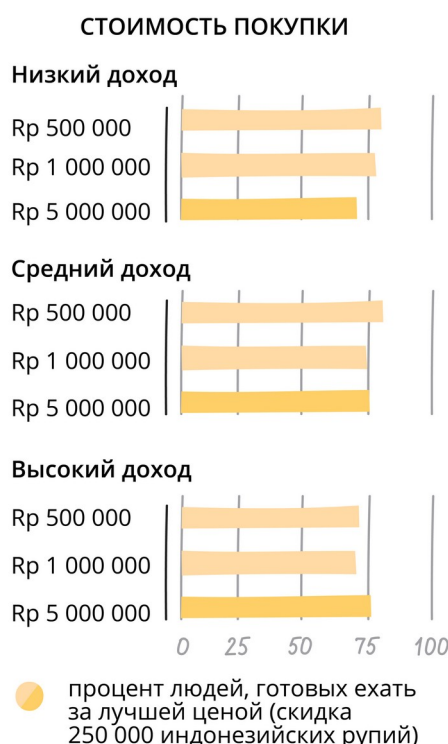 СТОИМОСТЬ ПОКУПКИ
Низкий доход
Rp 500 000
Rp 1 000 000
Rp 5 000 000
Средний доход
Rp 500 000
Rp 1 000 000
Rp 5 000 000
Высокий доход
Rp 500 000
Rp 1 000 000
Rp 5 000 000
0 25 50 75 100
процент людей, готовых ехать
за лучшей ценой (скидка
250 000 индонезийских рупий)